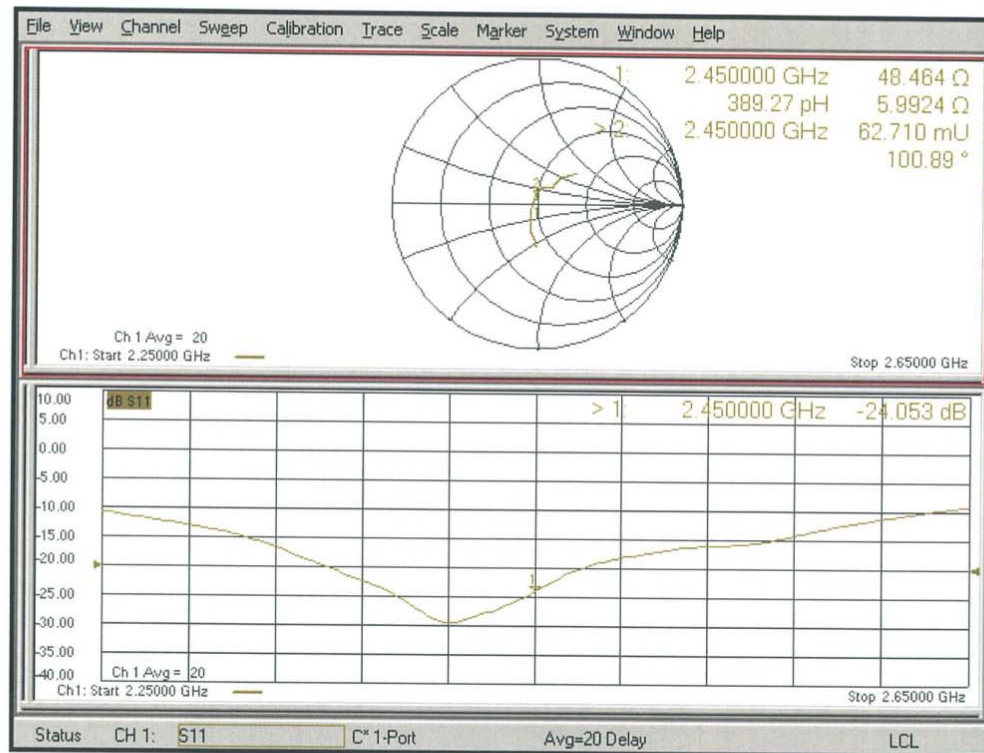 File View Channel Sweep Calibration Trace Scale Marker System Window Help
1: 2.450000 GHz 48.464 Ω
389.27 pH 5.9924 Ω
> 2: 2.450000 GHz 62.710 mU
100.89 °
2
1
Ch 1 Avg = 20
Ch1: Start 2.25000 GHz
Stop 2.65000 GHz
10.00
dB S11
> 1: 2.450000 GHz -24.053 dB
5.00
0.00
-5.00
-10.00
-15.00
-20.00
-25.00
1
-30.00
-35.00
-40.00
Ch 1 Avg = 20
Ch1: Start 2.25000 GHz
Stop 2.65000 GHz
Status CH 1: S11 C* 1-Port Avg=20 Delay LCL